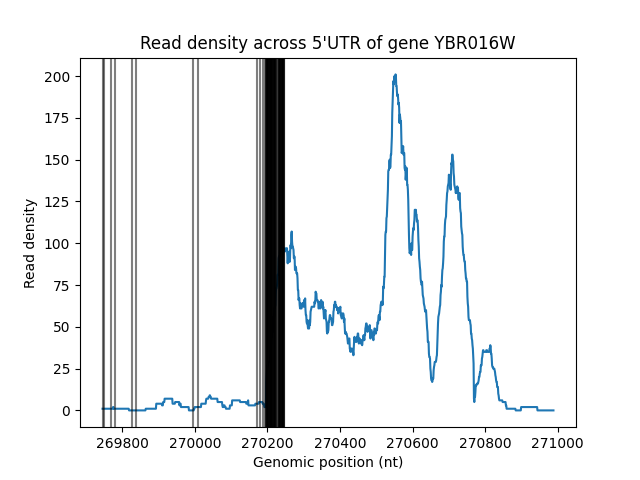 Read density across 5'UTR of gene YBR016W
200
175
150
125
100
75
50
25
0
Read density
269800 270000 270200 270400 270600 270800 271000
Genomic position (nt)